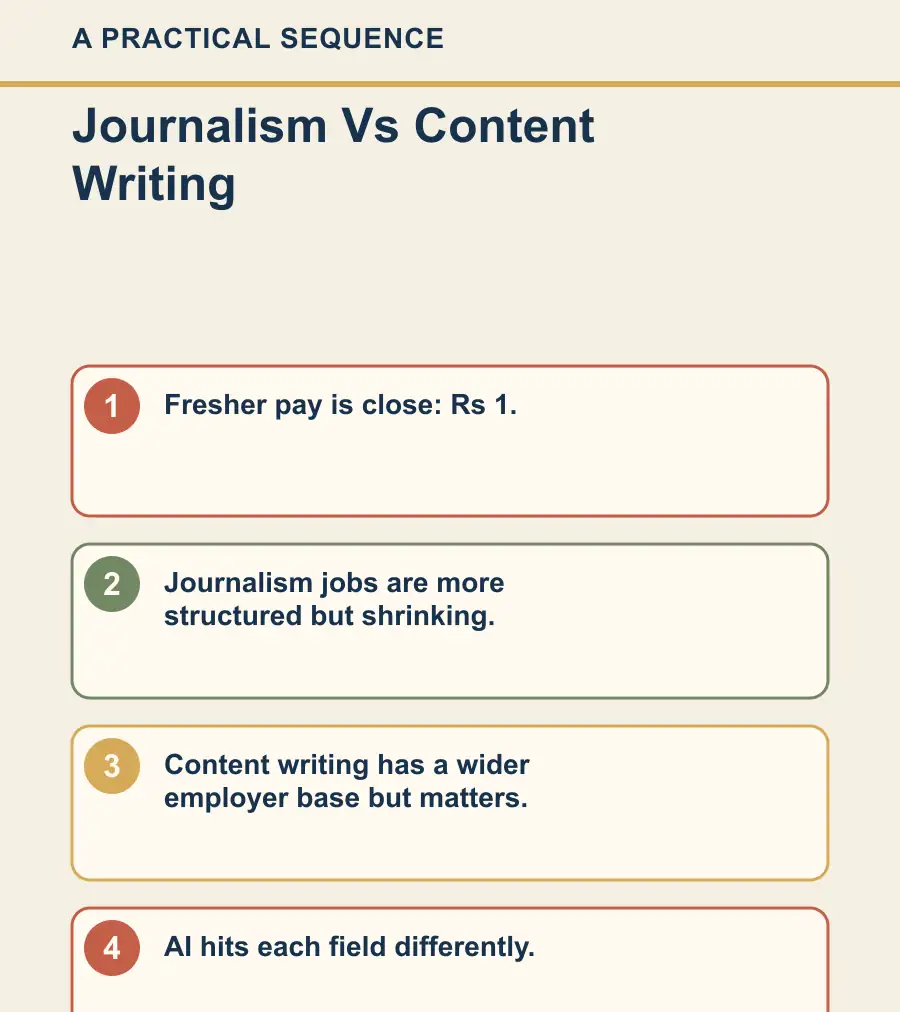 A PRACTICAL SEQUENCE
Journalism Vs Content
Writing
1
Fresher pay is close: Rs 1.
2
Journalism jobs are more
structured but shrinking.
3
Content writing has a wider
employer base but matters.
4
AI hits each field differently.